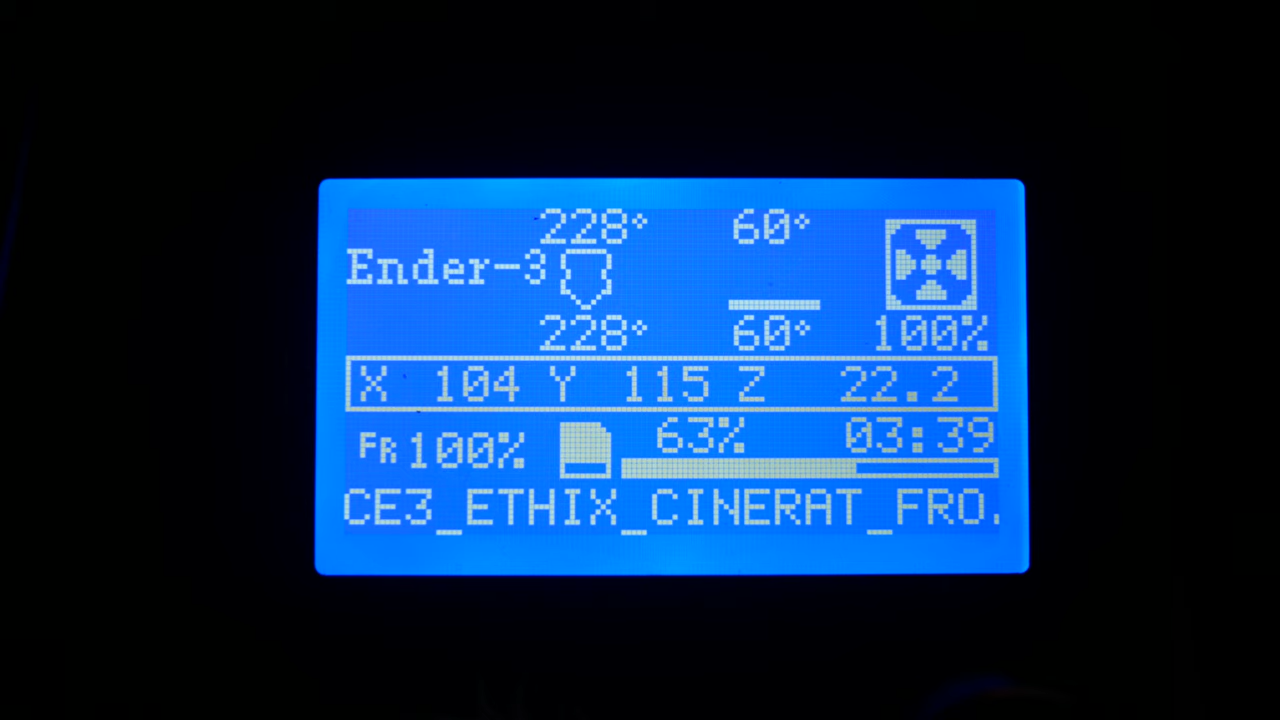 228° 60°
Ender-3
228° 60° 100%
X 104 Y 115 Z 22.2
FR 100% 63% 03:39
CE3_ETHIX_CINERAT_FRO.